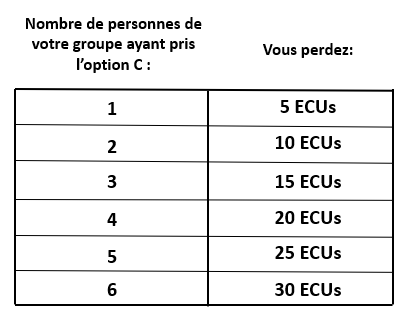 Nombre de personnes de
votre groupe ayant pris
l'option C :
Vous perdez:
1 5 ECUs
2 10 ECUs
3 15 ECUs
4 20 ECUs
5 25 ECUs
6 30 ECUs